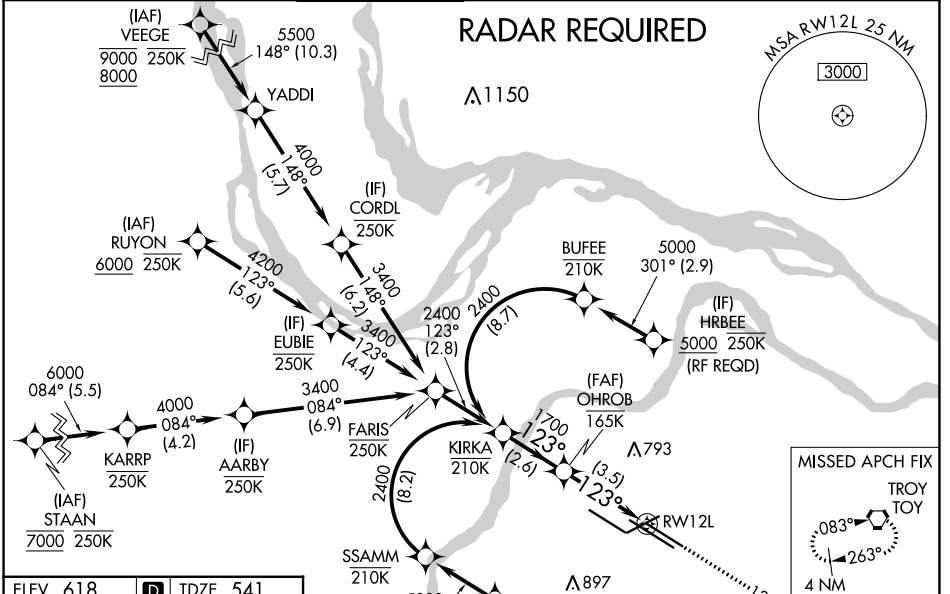 RADAR REQUIRED
(IAF)
VEEGE
9000 250K
8000
5500
148° (10.3)
YADDI
1150
MSA RW12L 25 NM
3000
4000
148°
(5.7)
(IF)
CORDL
250K
(IAF)
RUYON
6000 250K
4200
123°
(5.6)
3400
148°
(6.2)
BUFEE
210K
5000
301° (2.9)
(IF)
HRBEE
5000 250K
(RF REQD)
2400
(8.7)
(IF)
EUBIE
250K
3400
123°
(4.4)
2400
123°
(2.8)
6000
084° (5.5)
4000
084°
(4.2)
3400
084°
(6.9)
FARIS
250K
(FAF)
OHROB
165K
KARRP
250K
(IF)
AARBY
250K
KIRKA
210K
1700
123°
(2.6)
793
(3.5)
123°
RW12L
(IAF)
STAAN
7000 250K
2400
(8.2)
MISSED APCH FIX
TROY
TOY
083°
263°
4 NM
SSAMM
210K
897
ELEV 618 D TDZE 541